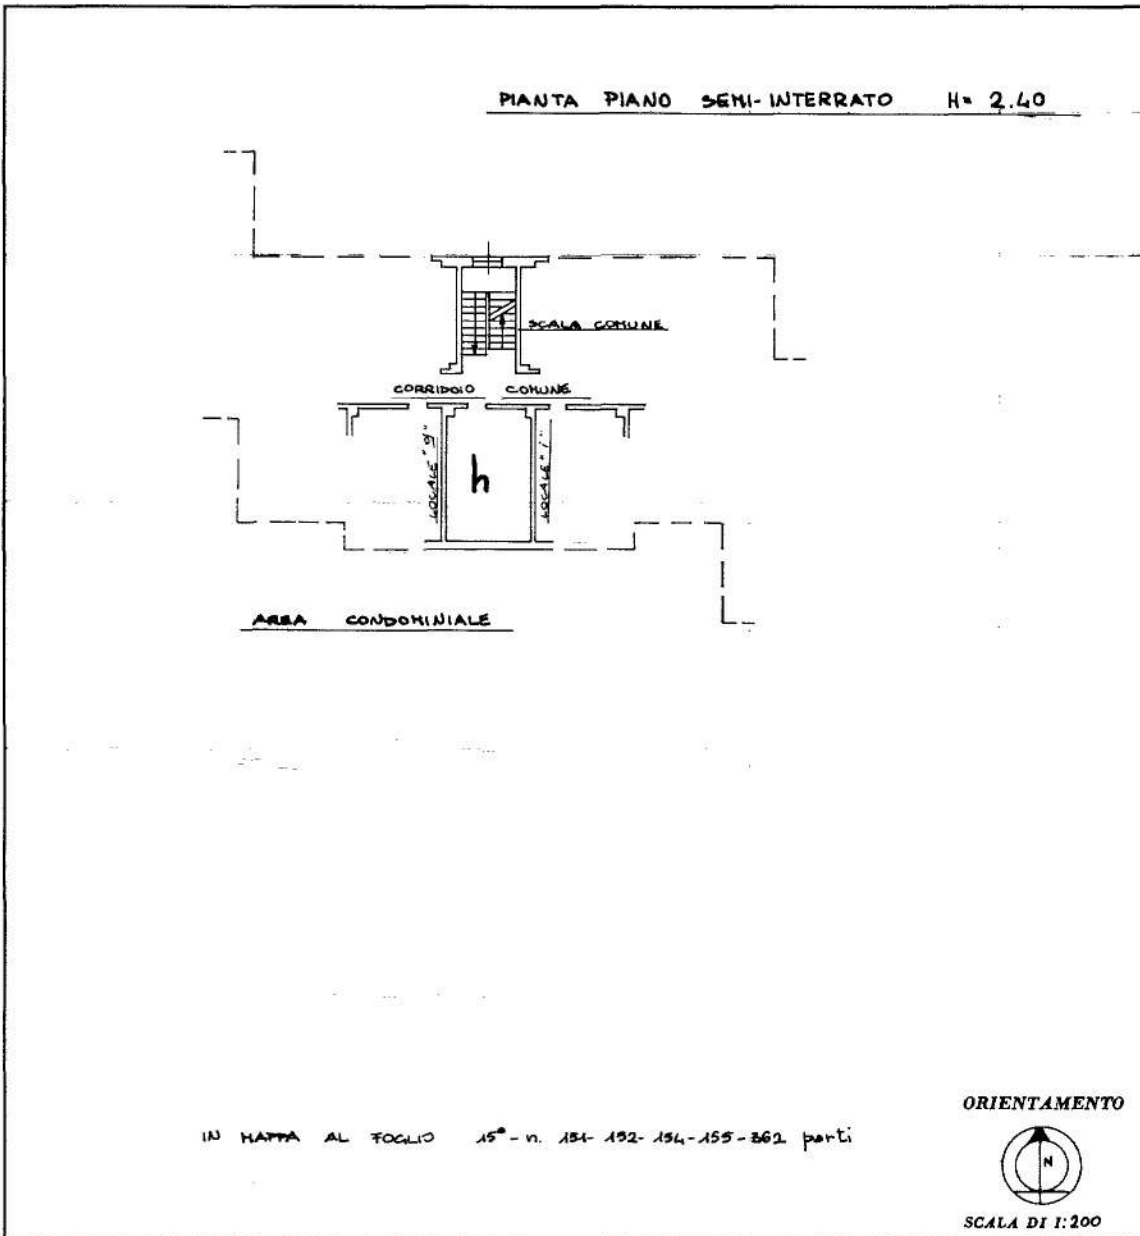 PIANTA PIANO SEMI-INTERRATO H= 2.40
SCALA COMUNE
CORRIDOIO COMUNE
LOCALE "g"
h
LOCALE "i"
AREA CONDOMINIALE
IN MAPPA AL FOGLIO 15° - n. 151- 152- 154-155-362 parti
ORIENTAMENTO
N
SCALA DI 1:200